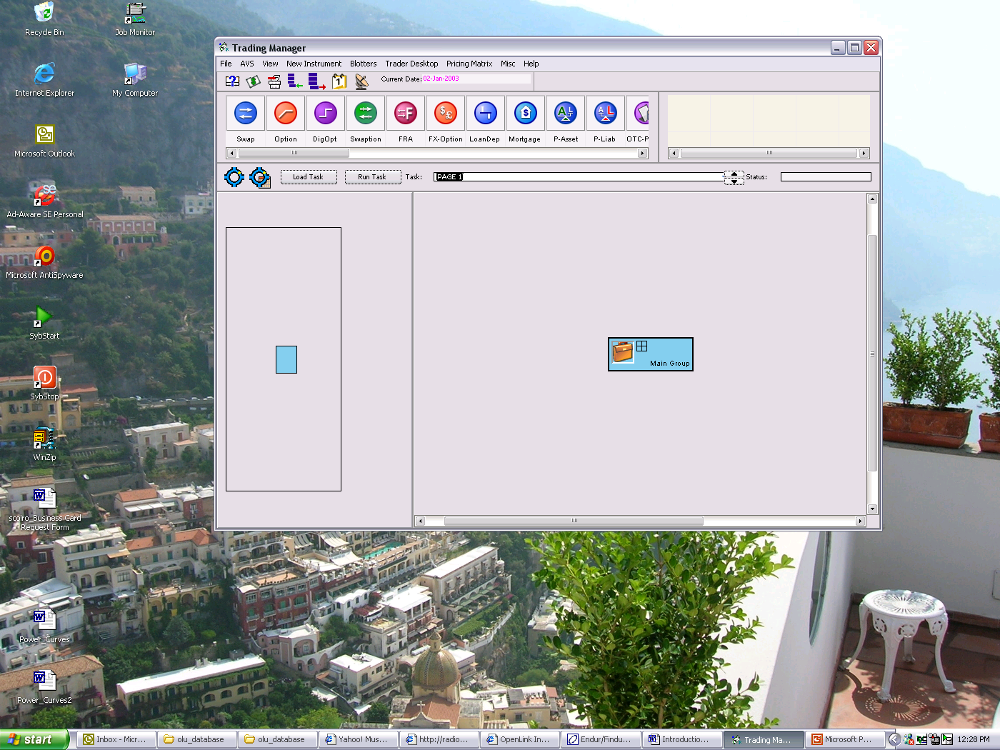 Recycle Bin
Job Monitor
Internet Explorer
My Computer
Microsoft Outlook
Ad-Aware SE Personal
Microsoft AntiSpyware
SybStart
SybStop
WinZip
scoiro_Business Card
Request Form
Power_Curves
Power_Curves2
Trading Manager
File AVS View New Instrument Blotters Trader Desktop Pricing Matrix Misc Help
Current Date: 02-Jan-2003
Swap Option DigOpt Swaption FRA FX-Option LoanDep Mortgage P-Asset P-Liab OTC-P
Load Task Run Task Task: [PAGE 1] Status:
Main Group
start Inbox - Micr... olu_database olu_database Yahoo! Mus... http://radio... OpenLink In... Endur/Findu... Introductio... Trading Ma... Microsoft P... 12:28 PM